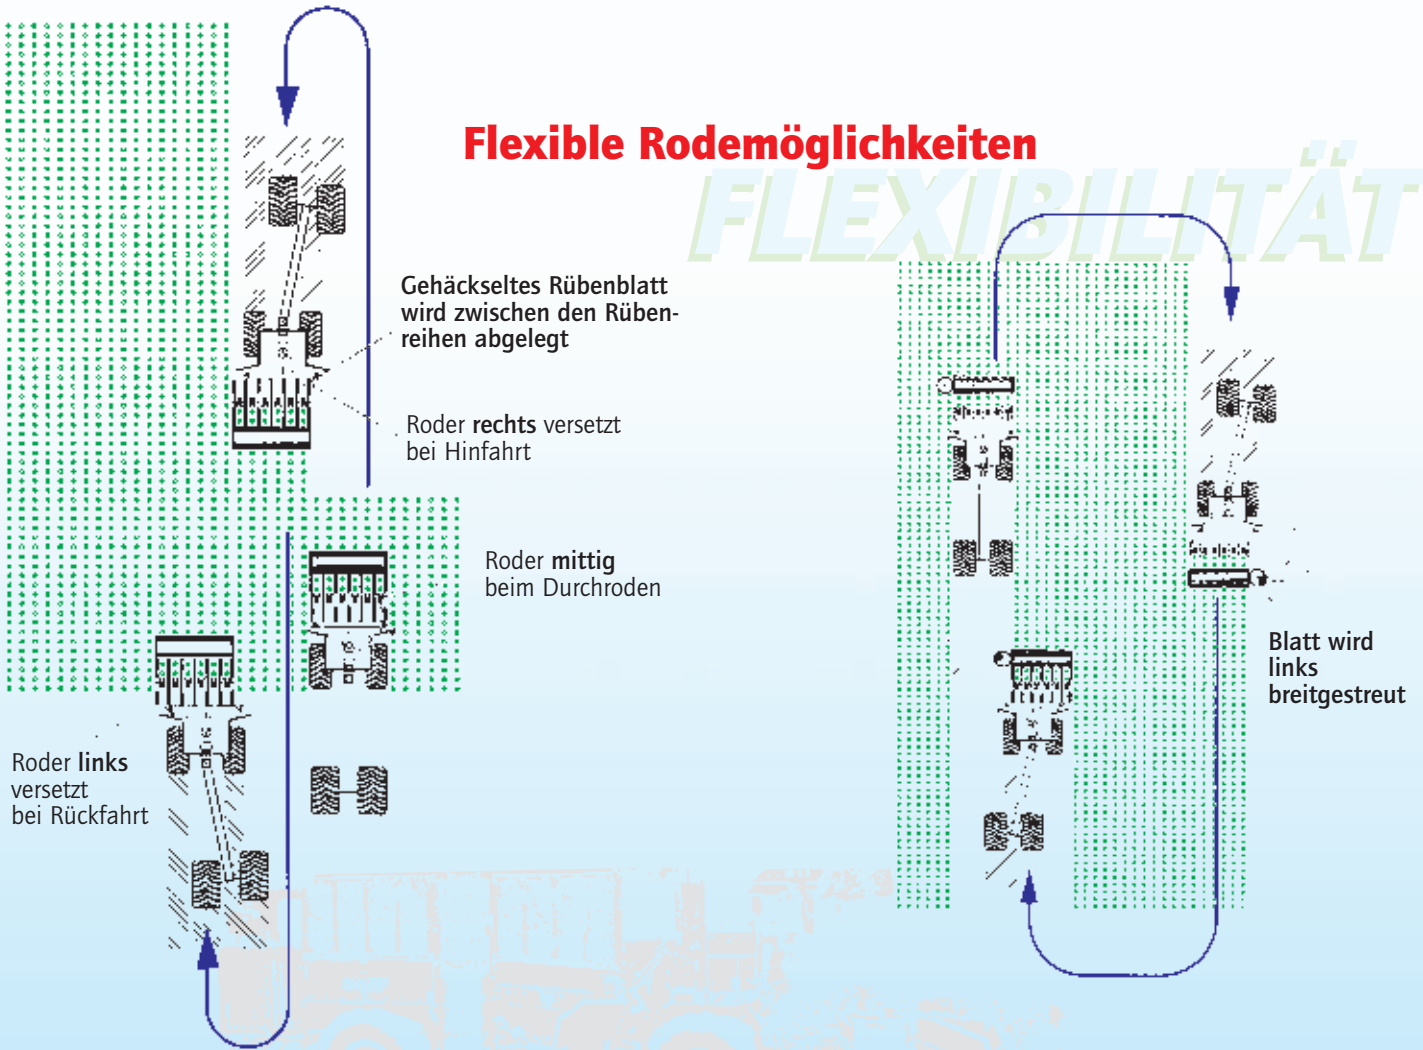 Flexible Rodemöglichkeiten
FLEXIBILITÄT
Gehäckseltes Rübenblatt
wird zwischen den Rüben-
reihen abgelegt
Roder rechts versetzt
bei Hinfahrt
Roder mittig
beim Durchroden
Roder links
versetzt
bei Rückfahrt
Blatt wird
links
breitgestreut